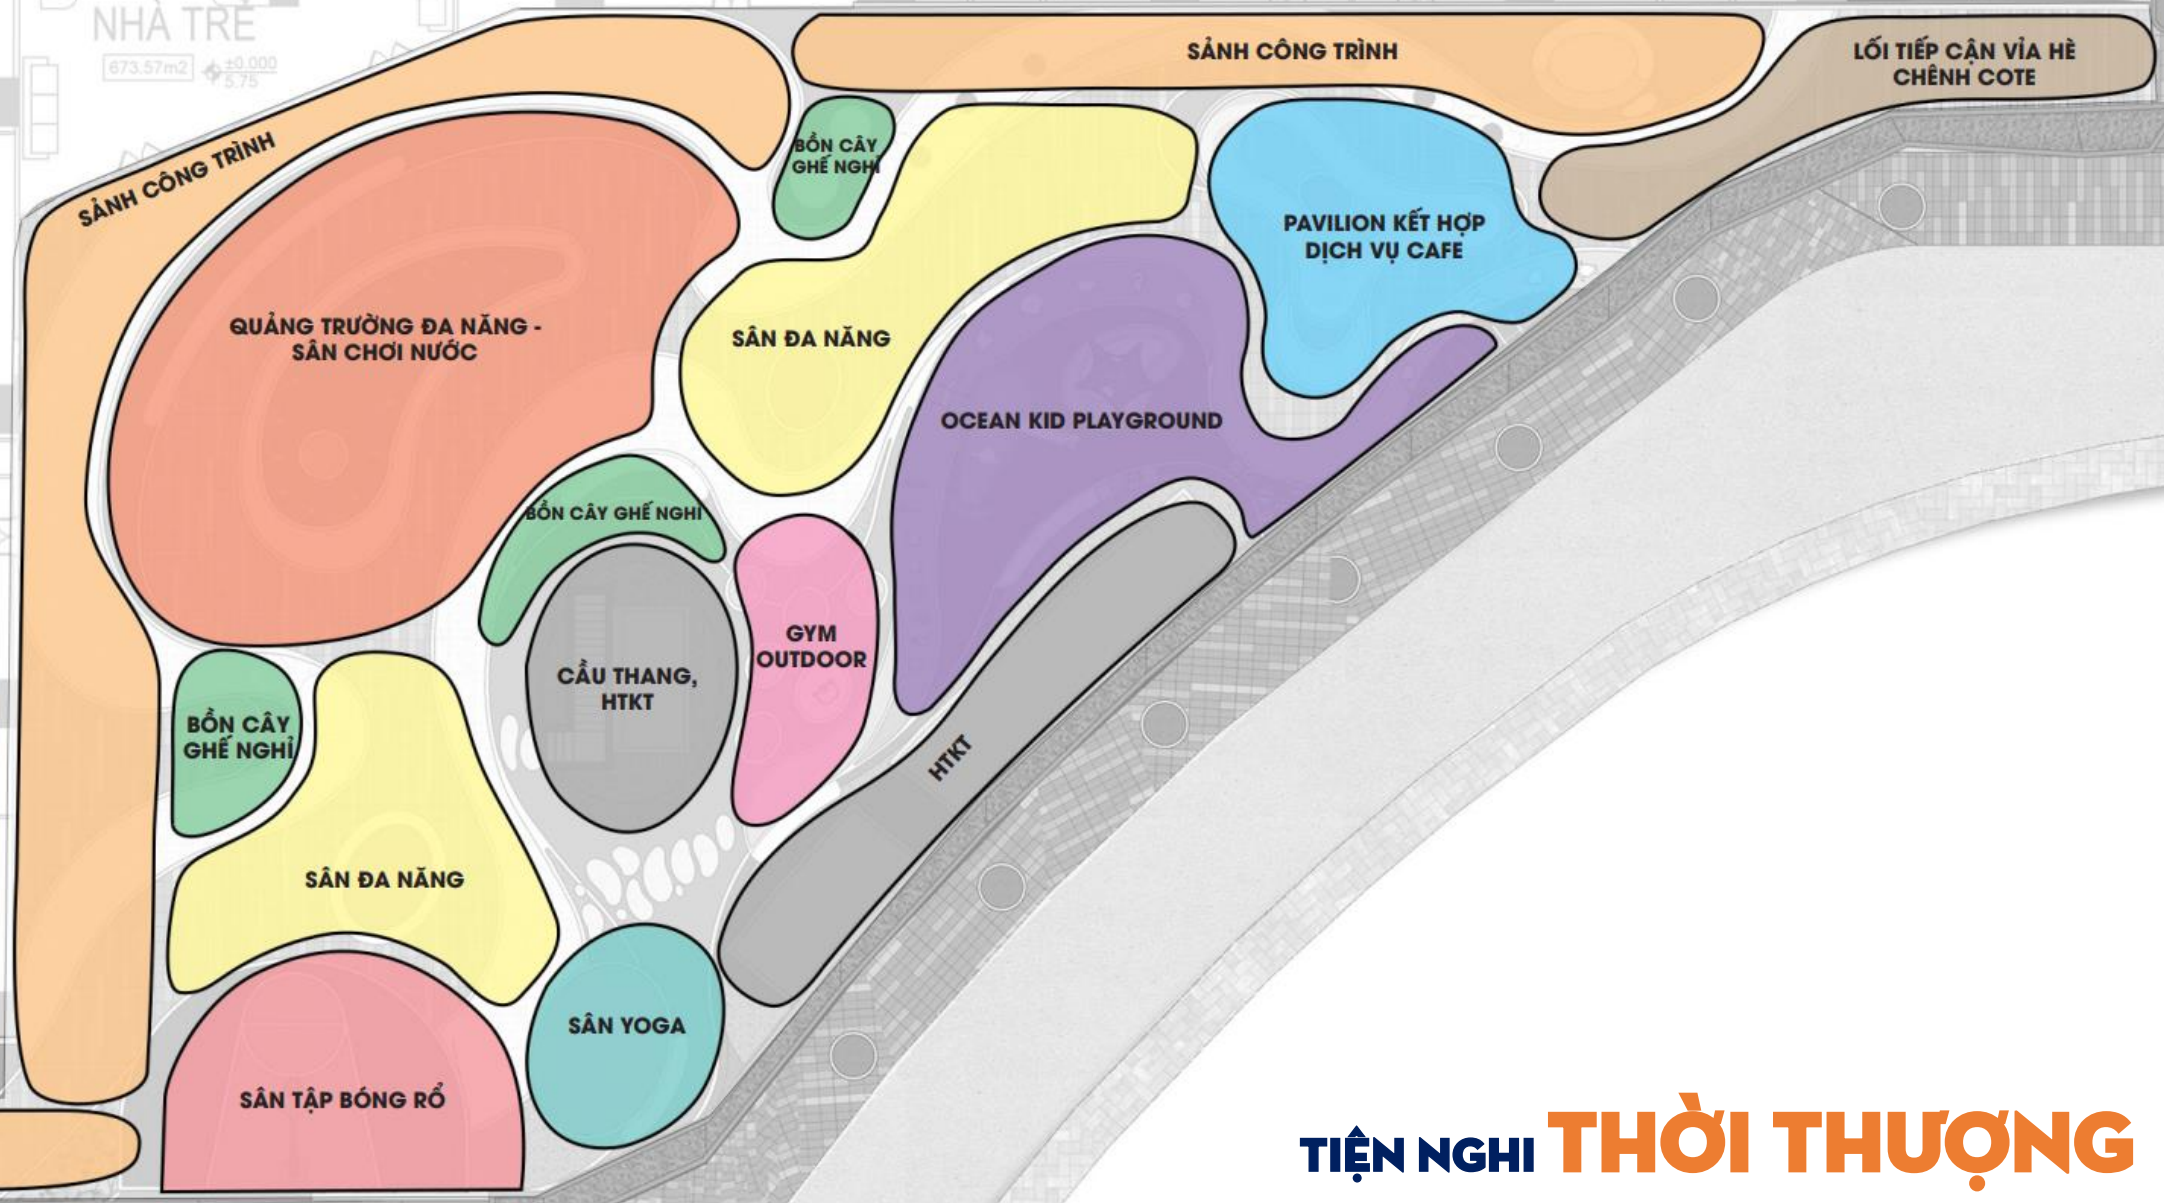 NHÀ TRẺ
673.57m2
±0.000
5.75
SẢNH CÔNG TRÌNH
LỐI TIẾP CẬN VỈA HÈ
CHÊNH COTE
SẢNH CÔNG TRÌNH
BỒN CÂY
GHẾ NGHỈ
PAVILION KẾT HỢP
DỊCH VỤ CAFE
QUẢNG TRƯỜNG ĐA NĂNG -
SÂN CHƠI NƯỚC
SÂN ĐA NĂNG
OCEAN KID PLAYGROUND
BỒN CÂY GHẾ NGHỈ
GYM
OUTDOOR
CẦU THANG,
HTKT
BỒN CÂY
GHẾ NGHỈ
HTKT
SÂN ĐA NĂNG
SÂN YOGA
SÂN TẬP BÓNG RỔ
TIỆN NGHI THỜI THƯỢNG